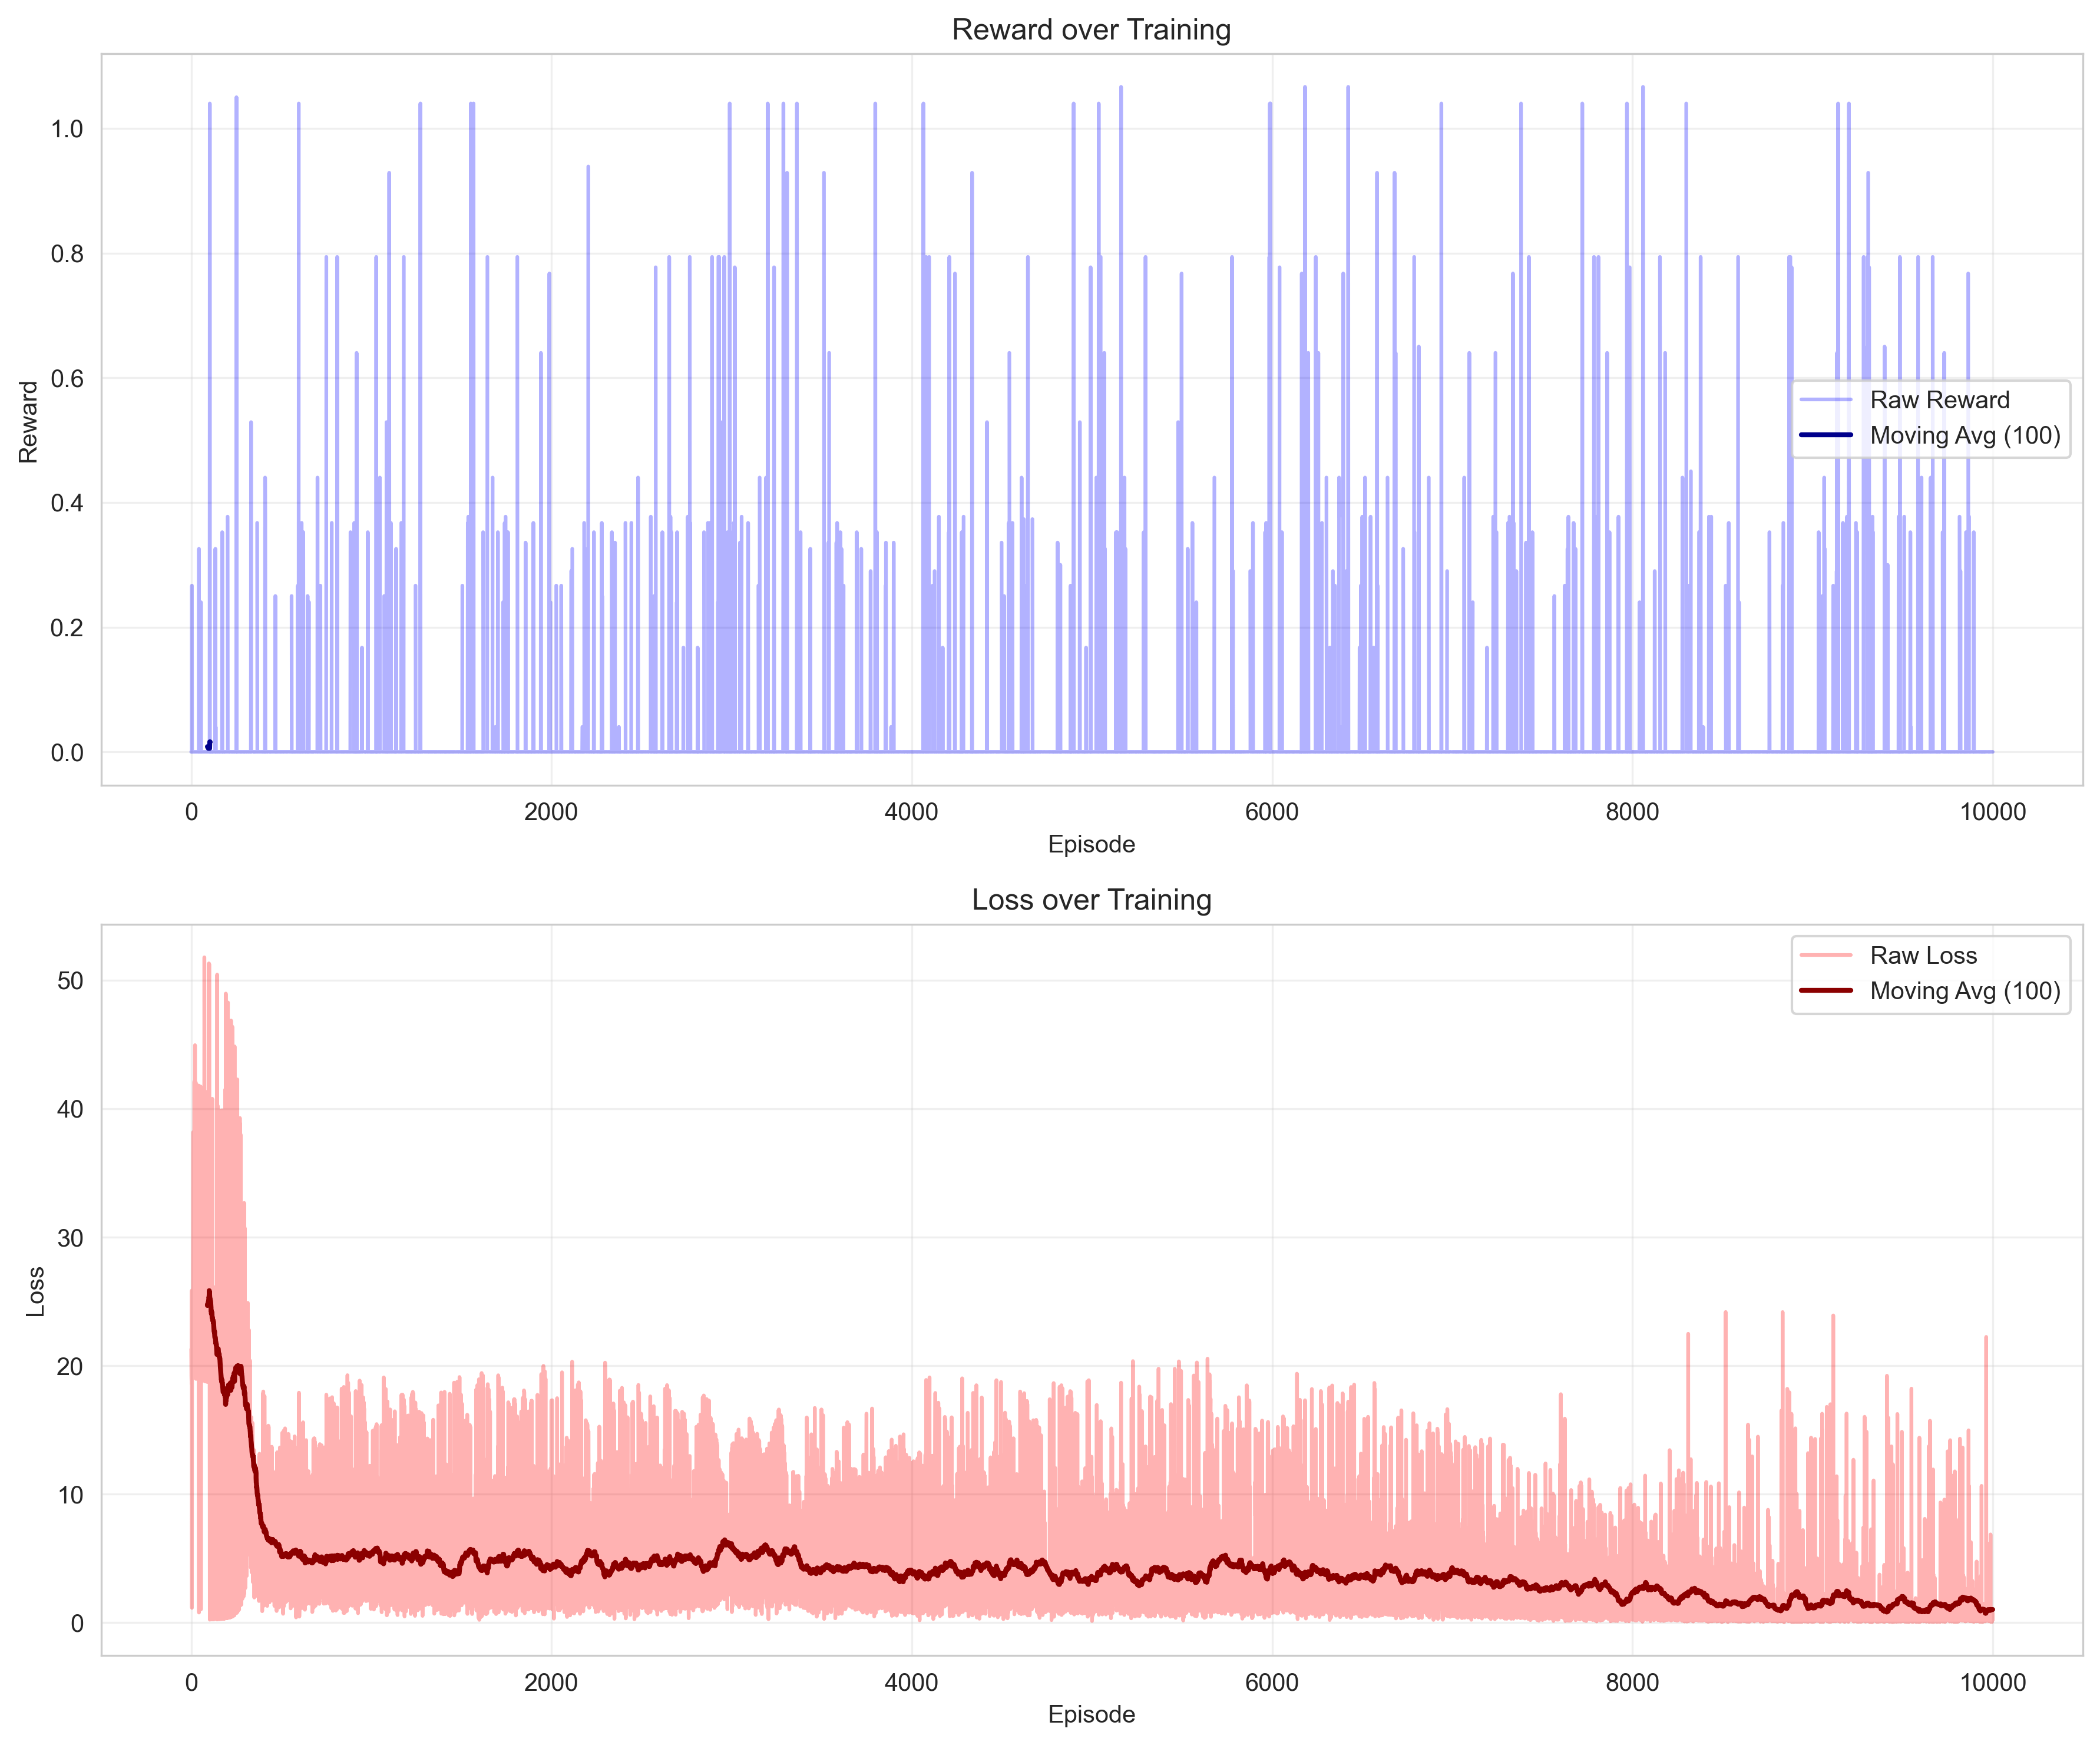 Reward over Training
1.0
0.8
0.6
0.4
0.2
0.0
Reward
Raw Reward
Moving Avg (100)
0 2000 4000 6000 8000 10000
Episode
Loss over Training
50
40
30
20
10
0
Loss
Raw Loss
Moving Avg (100)
0 2000 4000 6000 8000 10000
Episode